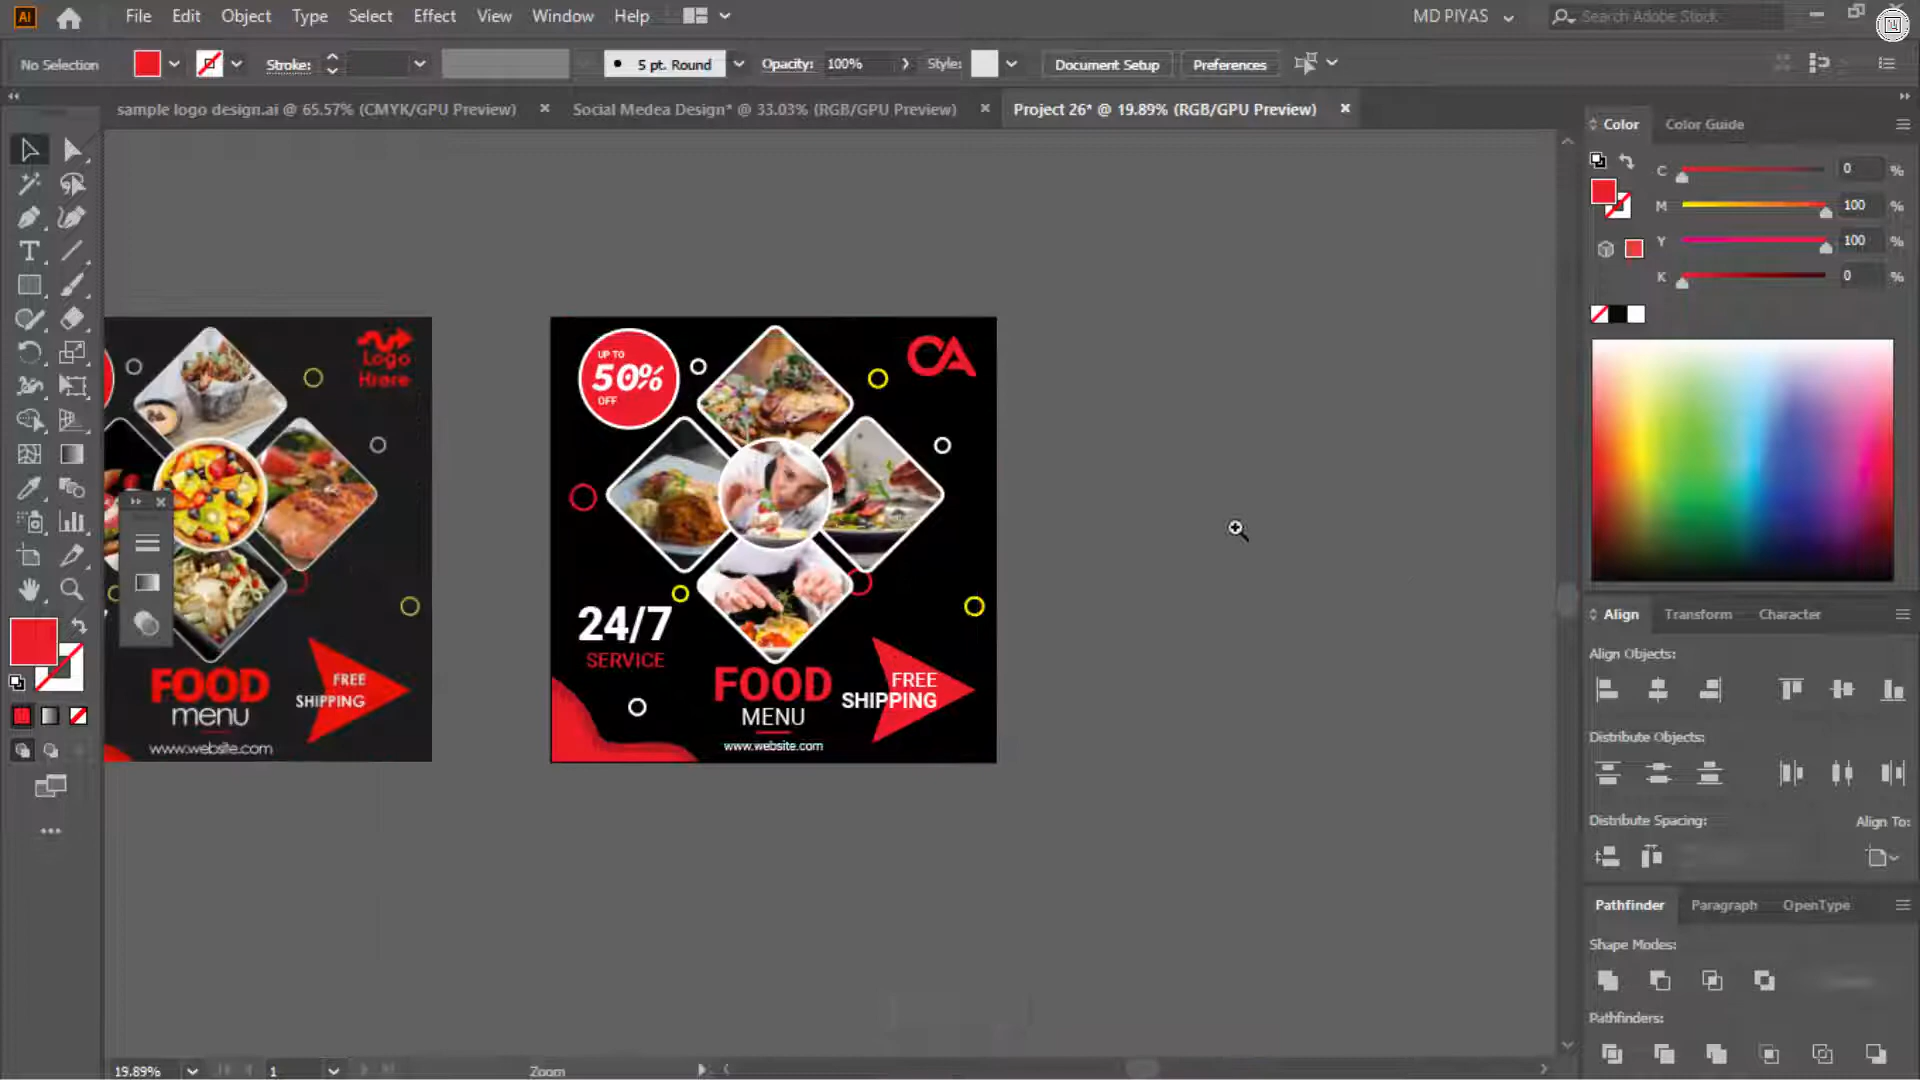 Ai File Edit Object Type Select Effect View Window Help MD PIYAS Search Adobe Stock
No Selection Stroke: 5 pt. Round Opacity: 100% Style: Document Setup Preferences
sample logo design.ai @ 65.57% (CMYK/GPU Preview) Social Medea Design* @ 33.03% (RGB/GPU Preview) Project 26* @ 19.89% (RGB/GPU Preview)
Color Color Guide
C 0 %
M 100 %
Y 100 %
K 0 %
Logo
Hrere
FOOD
menu
www.website.com
FREE
SHIPPING
UP TO
50%
OFF
CA
24/7
SERVICE
FOOD
MENU
www.website.com
FREE
SHIPPING
Align Transform Character
Align Objects:
Distribute Objects:
Distribute Spacing: Align To:
Pathfinder Paragraph OpenType
Shape Modes:
Pathfinders:
19.89% 1 Zoom